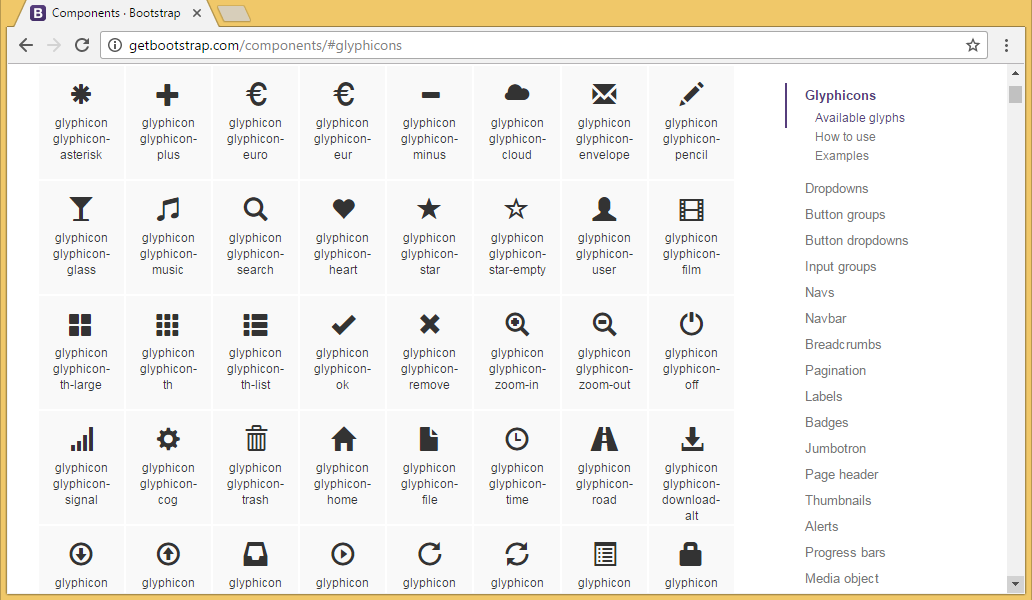 Components · Bootstrap
getbootstrap.com/components/#glyphicons
glyphicon glyphicon-asterisk
glyphicon glyphicon-plus
glyphicon glyphicon-euro
glyphicon glyphicon-eur
glyphicon glyphicon-minus
glyphicon glyphicon-cloud
glyphicon glyphicon-envelope
glyphicon glyphicon-pencil
glyphicon glyphicon-glass
glyphicon glyphicon-music
glyphicon glyphicon-search
glyphicon glyphicon-heart
glyphicon glyphicon-star
glyphicon glyphicon-star-empty
glyphicon glyphicon-user
glyphicon glyphicon-film
glyphicon glyphicon-th-large
glyphicon glyphicon-th
glyphicon glyphicon-th-list
glyphicon glyphicon-ok
glyphicon glyphicon-remove
glyphicon glyphicon-zoom-in
glyphicon glyphicon-zoom-out
glyphicon glyphicon-off
glyphicon glyphicon-signal
glyphicon glyphicon-cog
glyphicon glyphicon-trash
glyphicon glyphicon-home
glyphicon glyphicon-file
glyphicon glyphicon-time
glyphicon glyphicon-road
glyphicon glyphicon-download-alt
glyphicon
glyphicon
glyphicon
glyphicon
glyphicon
glyphicon
glyphicon
glyphicon
Glyphicons
Available glyphs
How to use
Examples
Dropdowns
Button groups
Button dropdowns
Input groups
Navs
Navbar
Breadcrumbs
Pagination
Labels
Badges
Jumbotron
Page header
Thumbnails
Alerts
Progress bars
Media object